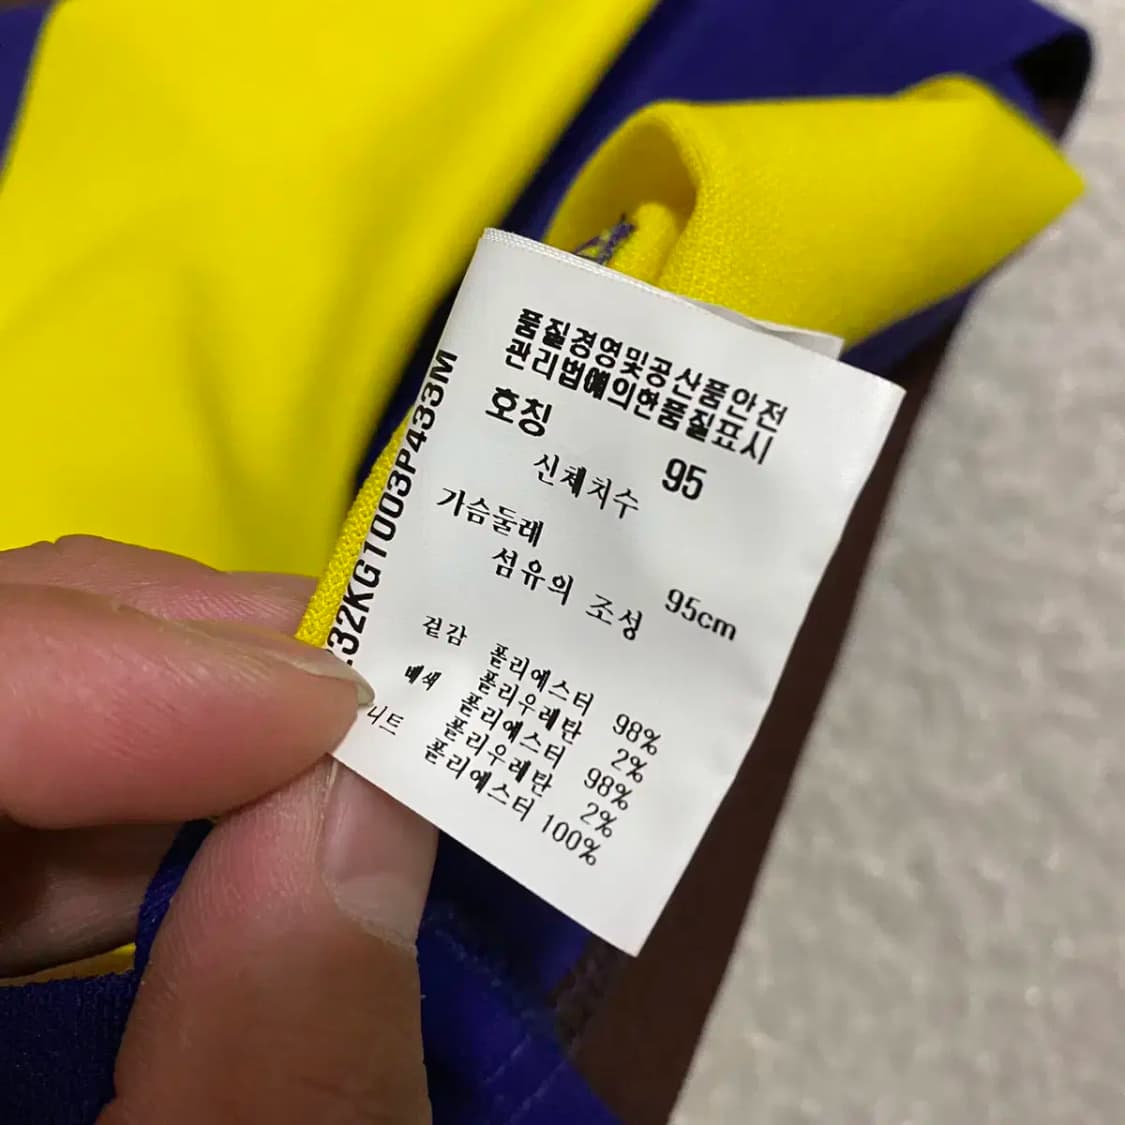 품질경영및공산품안전
관리법에의한품질표시
호칭
95
신체치수
가슴둘레
95cm
섬유의 조성
겉감 폴리에스터 98%
폴리우레탄 2%
배색 폴리에스터 98%
폴리우레탄 2%
니트 폴리에스터 100%
32KG1003P433M